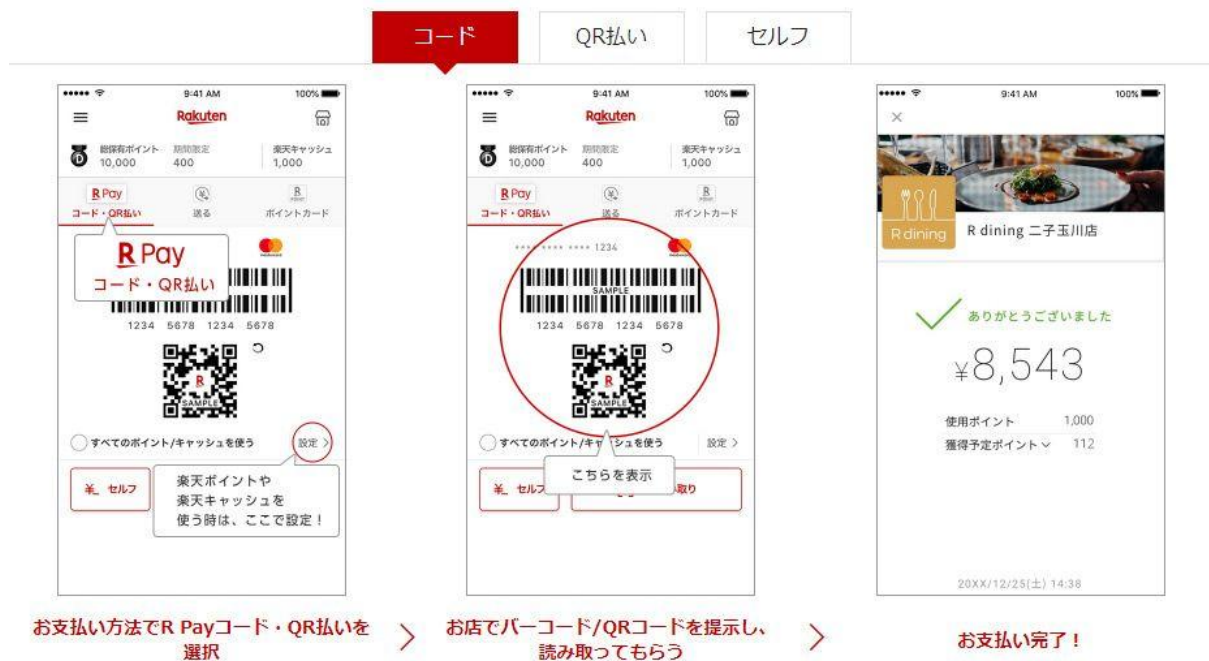 コード
QR払い
セルフ
9:41 AM
100%
Rakuten
総保有ポイント
10,000
期間限定
400
楽天キャッシュ
1,000
R Pay
コード・QR払い
送る
R
POINT
ポイントカード
R Pay
コード・QR払い
1234 5678 1234 5678
R
SAMPLE
すべてのポイント/キャッシュを使う
設定 >
¥_ セルフ
楽天ポイントや
楽天キャッシュを
使う時は、ここで設定！
お支払い方法でR Payコード・QR払いを
選択
9:41 AM
100%
Rakuten
総保有ポイント
10,000
期間限定
400
楽天キャッシュ
1,000
R Pay
コード・QR払い
送る
R
POINT
ポイントカード
•••• •••• •••• 1234
SAMPLE
1234 5678 1234 5678
R
SAMPLE
すべてのポイント/キャッシュを使う
設定 >
こちらを表示
¥_ セルフ
取り
お店でバーコード/QRコードを提示し、
読み取ってもらう
9:41 AM
100%
R dining
R dining 二子玉川店
ありがとうございました
¥8,543
使用ポイント 1,000
獲得予定ポイント 112
20XX/12/25(土) 14:38
お支払い完了！